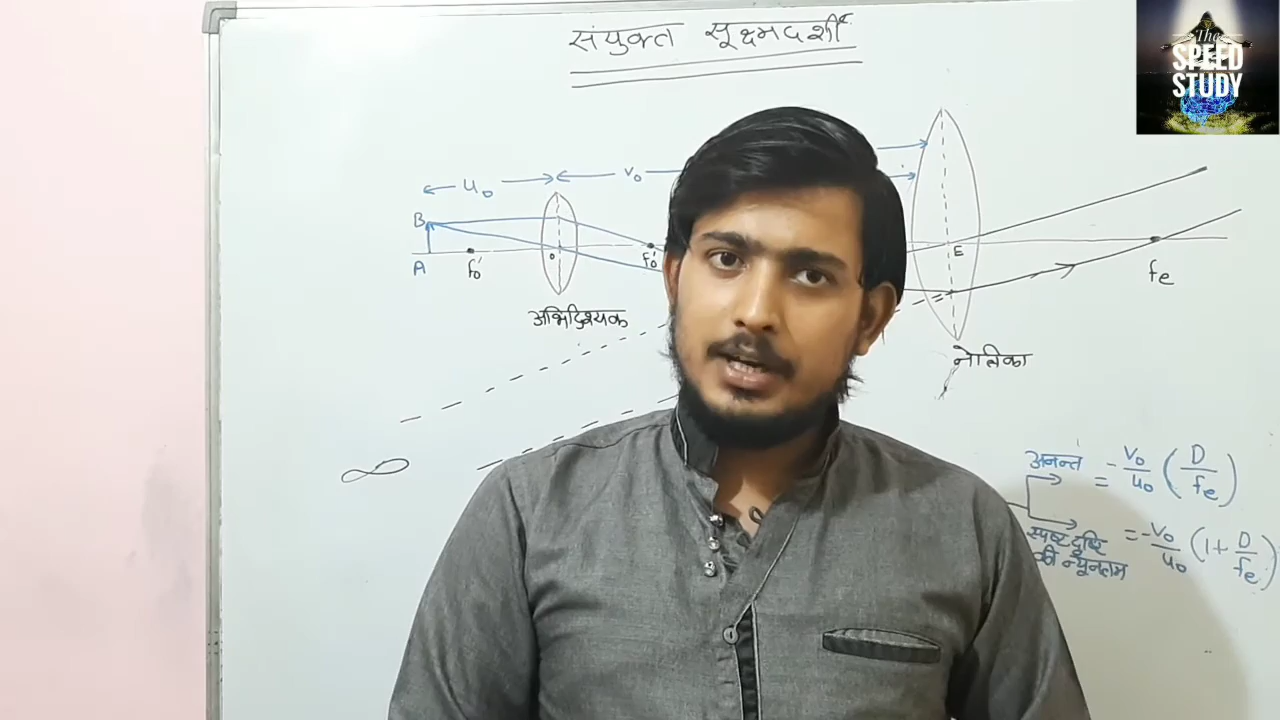 संयुक्त सूक्ष्मदर्शी
The
SPEED
STUDY
u₀
v₀
B
A
f₀'
o
f₀'
E
fₑ
अभिद्रिश्यक
नेत्रिका
अनन्त = -v₀/u₀ (D/fₑ)
स्पष्ट दृष्टि
की न्यूनतम
= -v₀/u₀ (1+D/fₑ)